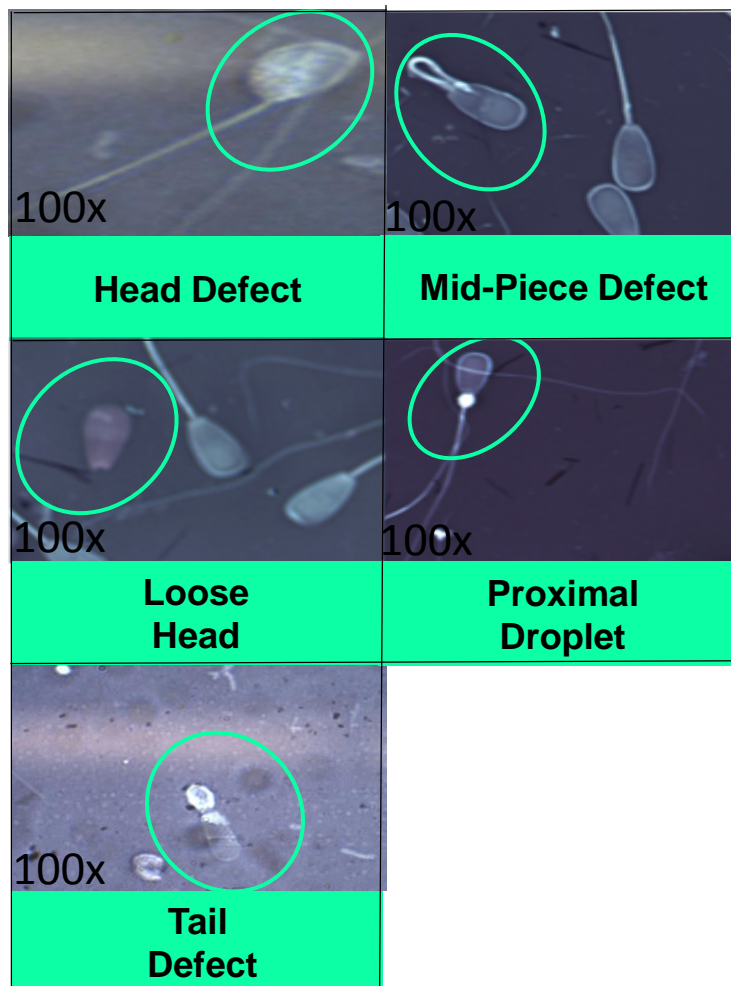 100x
100x
Head Defect
Mid-Piece Defect
100x
100x
Loose
Head
Proximal
Droplet
100x
Tail
Defect